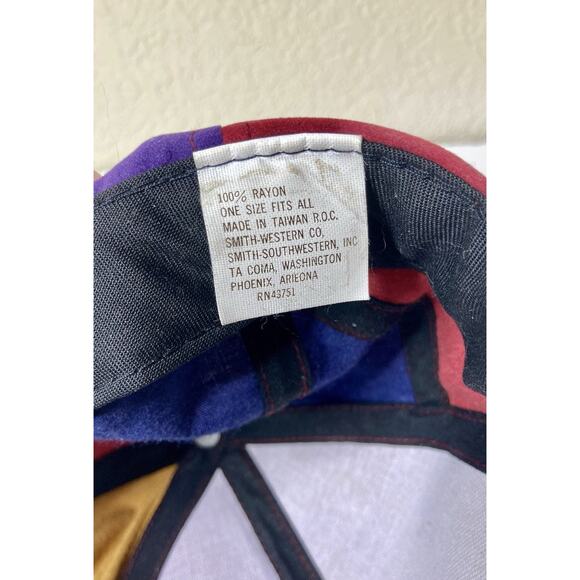 100% RAYON
ONE SIZE FITS ALL
MADE IN TAIWAN R.O.C.
SMITH-WESTERN CO,
SMITH-SOUTHWESTERN, INC
TA COMA, WASHINGTON
PHOENIX, ARIEONA
RN43751